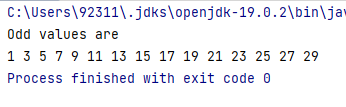 C:\Users\92311\.jdks\openjdk-19.0.2\bin\jav
Odd values are
1 3 5 7 9 11 13 15 17 19 21 23 25 27 29
Process finished with exit code 0